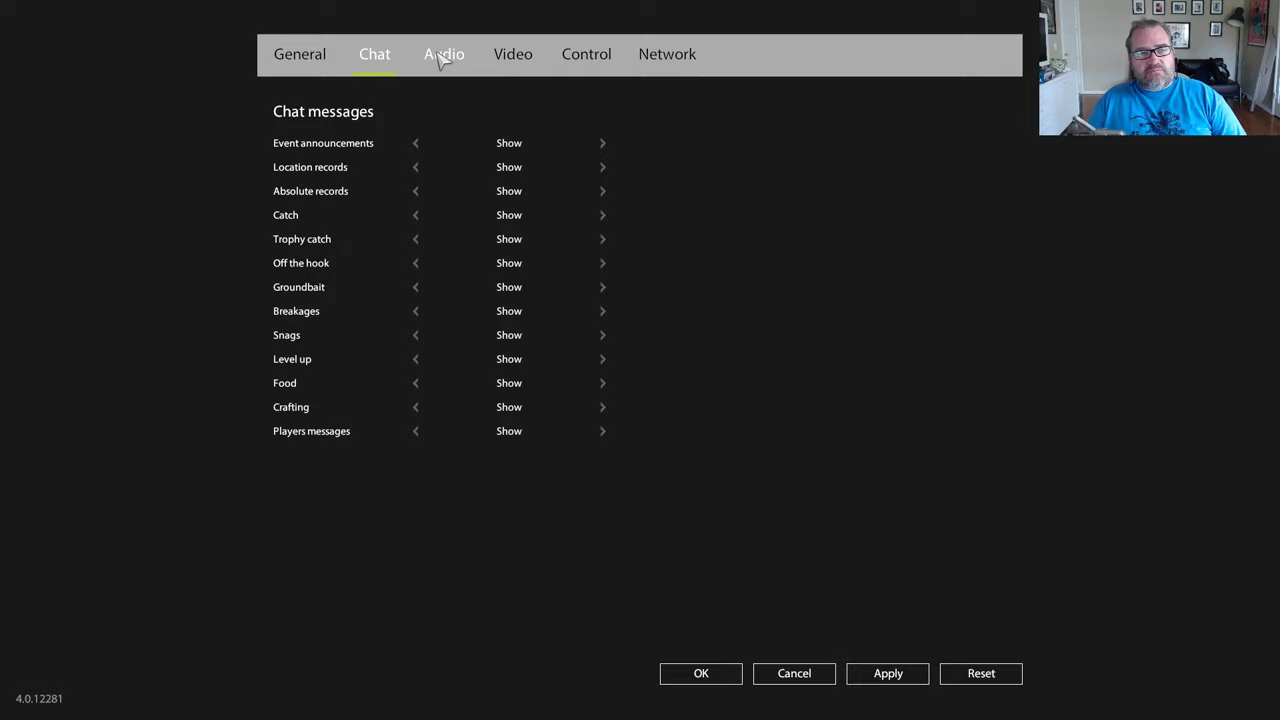 General Chat Audio Video Control Network
Chat messages
Event announcements Show
Location records Show
Absolute records Show
Catch Show
Trophy catch Show
Off the hook Show
Groundbait Show
Breakages Show
Snags Show
Level up Show
Food Show
Crafting Show
Players messages Show
OK Cancel Apply Reset
4.0.12281